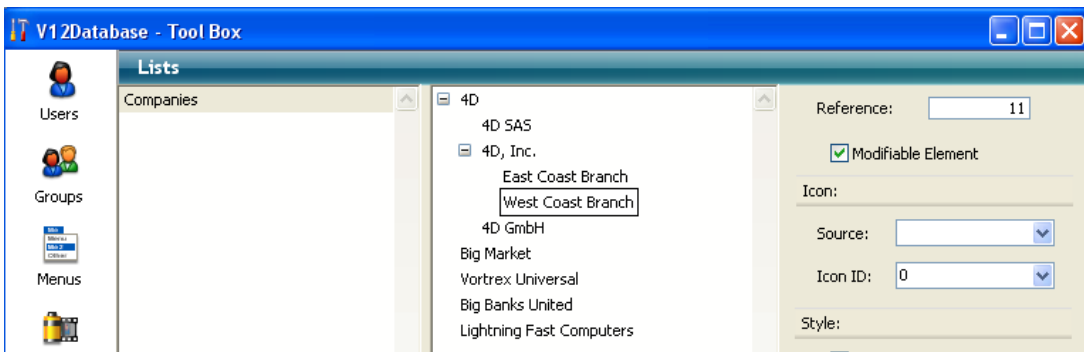 V12Database - Tool Box
Lists
Users
Groups
Menus
Companies
4D
4D SAS
4D, Inc.
East Coast Branch
West Coast Branch
4D GmbH
Big Market
Vortrex Universal
Big Banks United
Lightning Fast Computers
Reference: 11
Modifiable Element
Icon:
Source:
Icon ID: 0
Style: